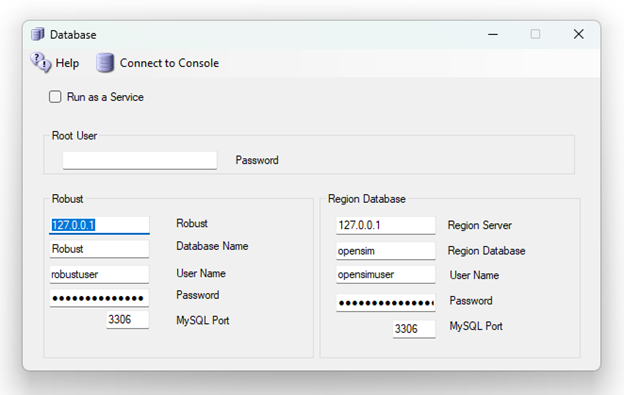 Database
Help
Connect to Console
Run as a Service
Root User
Password
Robust
127.0.0.1 Robust
Robust Database Name
robustuser User Name
●●●●●●●●●●●●●● Password
3306 MySQL Port
Region Database
127.0.0.1 Region Server
opensim Region Database
opensimuser User Name
●●●●●●●●●●●●●●● Password
3306 MySQL Port